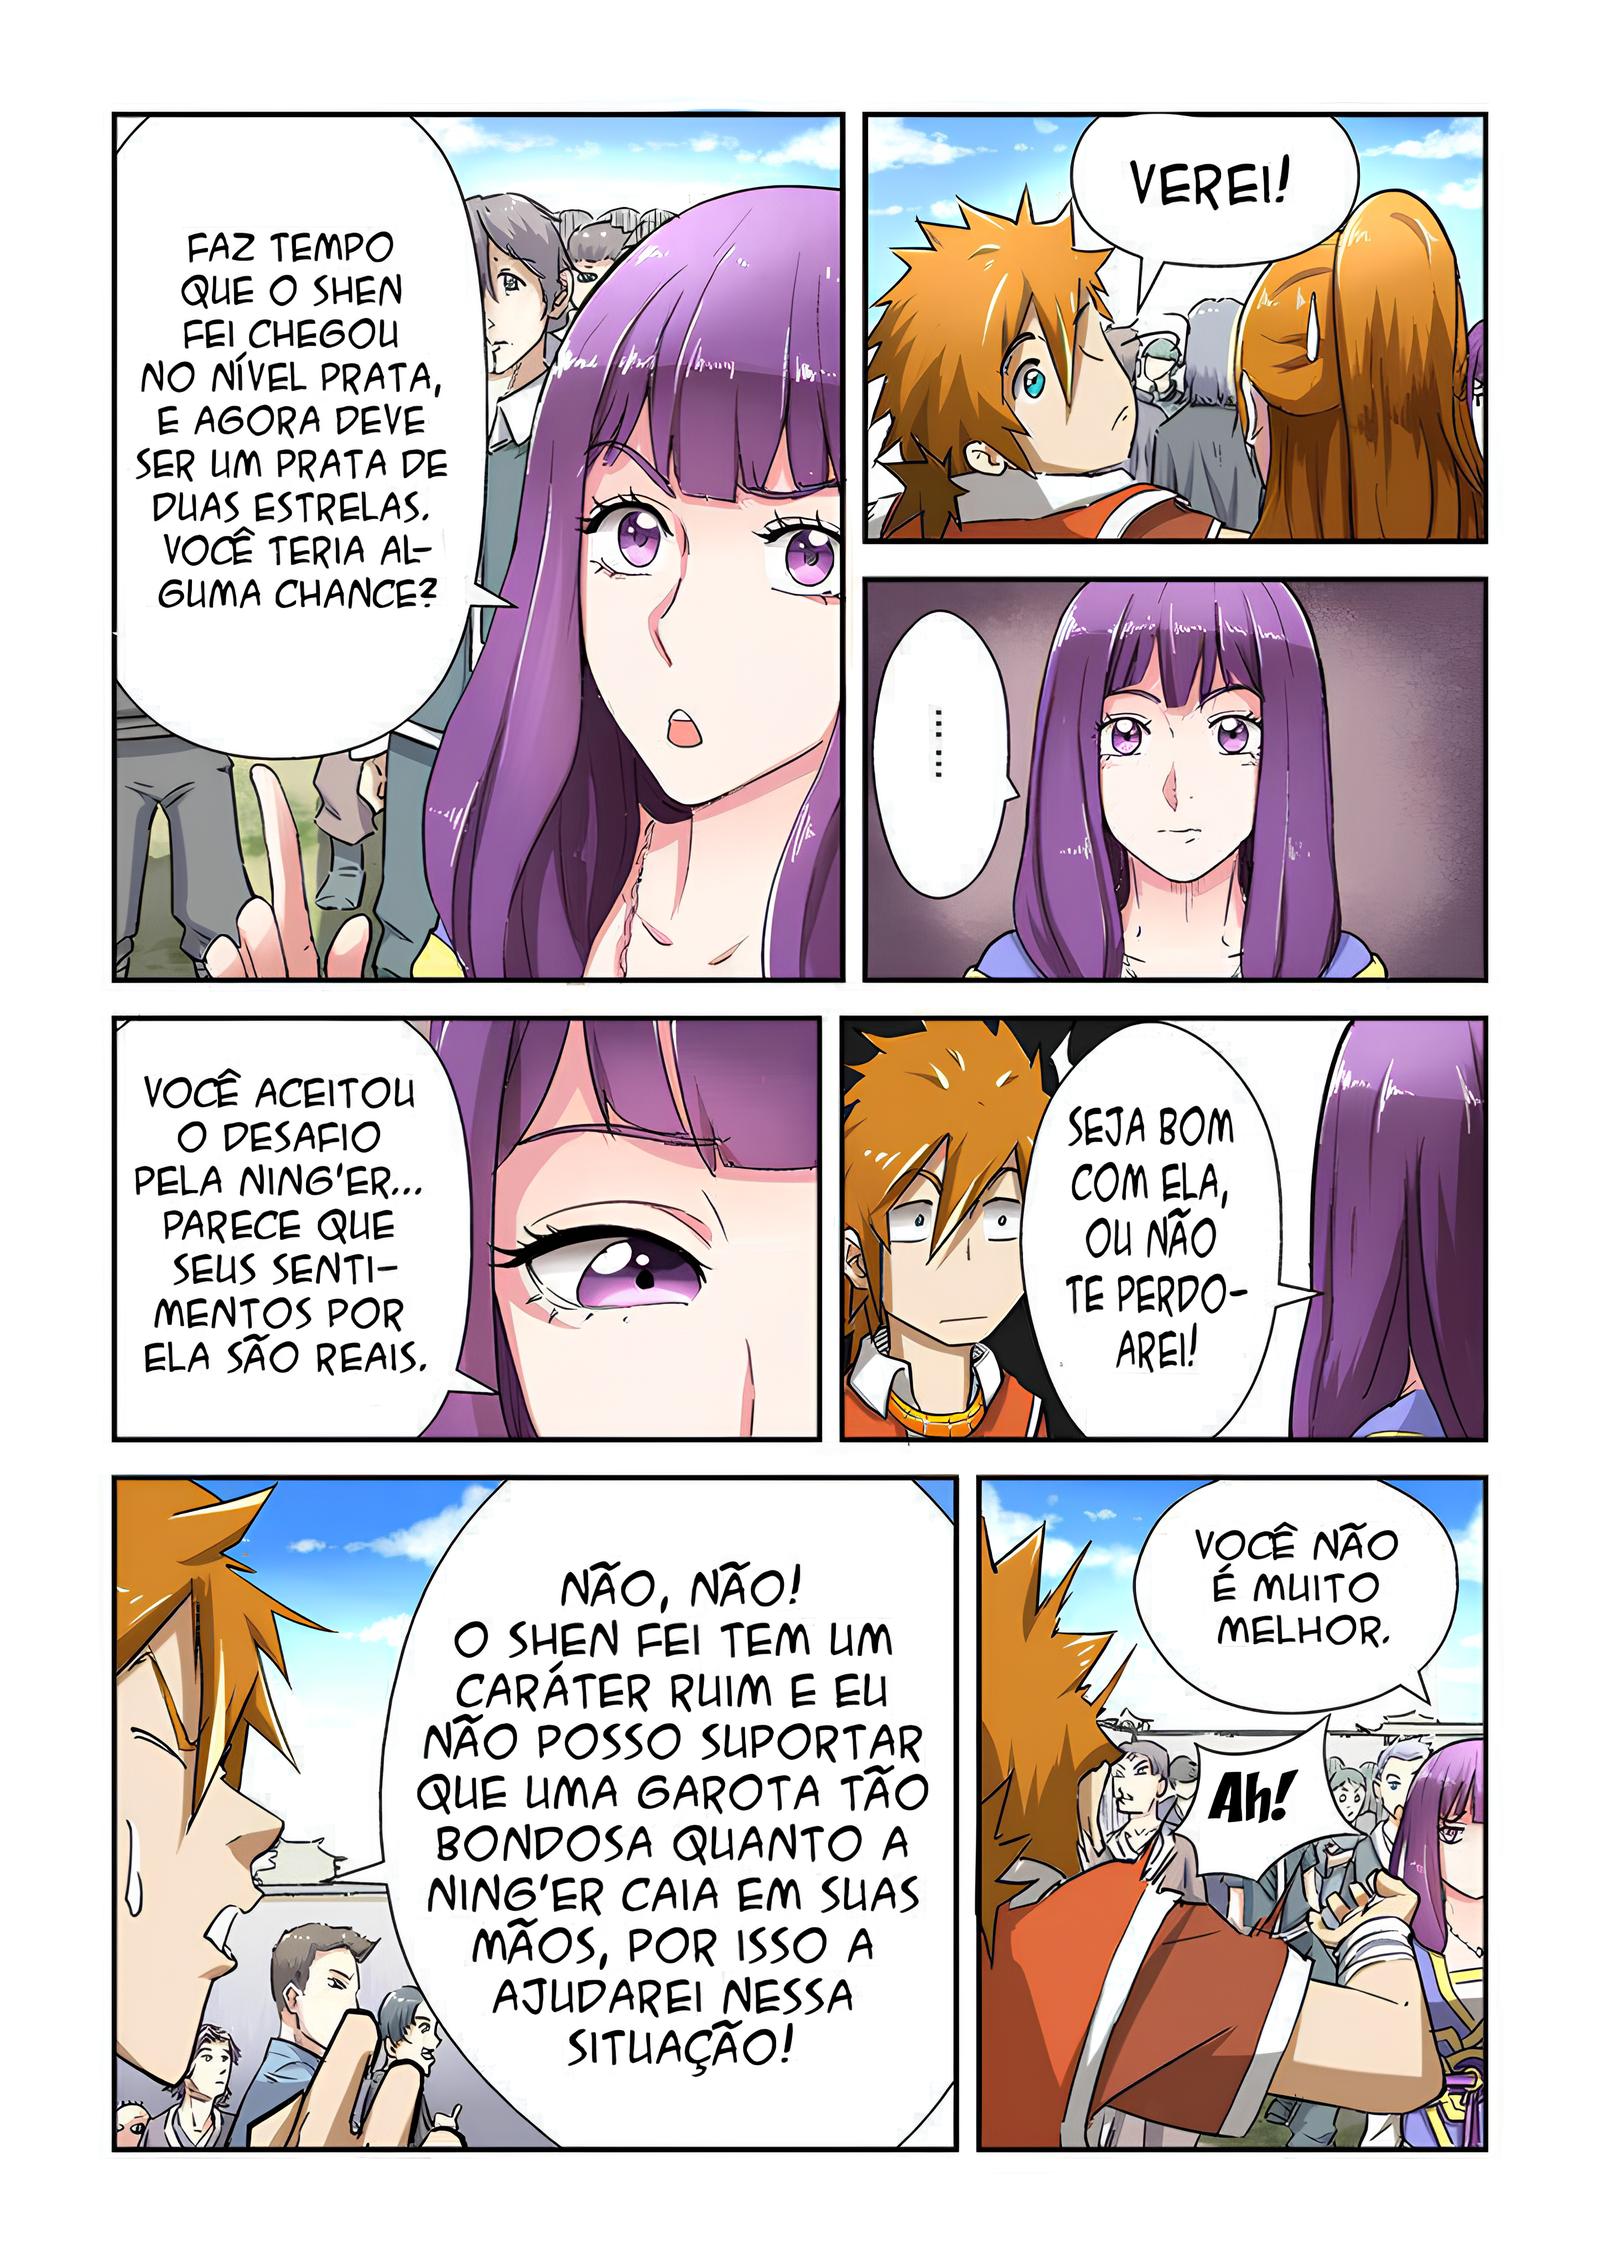 FAZ TEMPO
QUE O SHEN
FEI CHEGOU
NO NÍVEL PRATA,
E AGORA DEVE
SER UM PRATA DE
DUAS ESTRELAS.
VOCÊ TERIA AL-
GUMA CHANCE?
VEREI!
......
VOCÊ ACEITOU
O DESAFIO
PELA NING'ER...
PARECE QUE
SEUS SENTI-
MENTOS POR
ELA SÃO REAIS.
SEJA BOM
COM ELA,
OU NÃO
TE PERDO-
AREI!
NÃO, NÃO!
O SHEN FEI TEM UM
CARÁTER RUIM E EU
NÃO POSSO SUPORTAR
QUE UMA GAROTA TÃO
BONDOSA QUANTO A
NING'ER CAIA EM SUAS
MÃOS, POR ISSO A
AJUDAREI NESSA
SITUAÇÃO!
VOCÊ NÃO
É MUITO
MELHOR.
Ah!